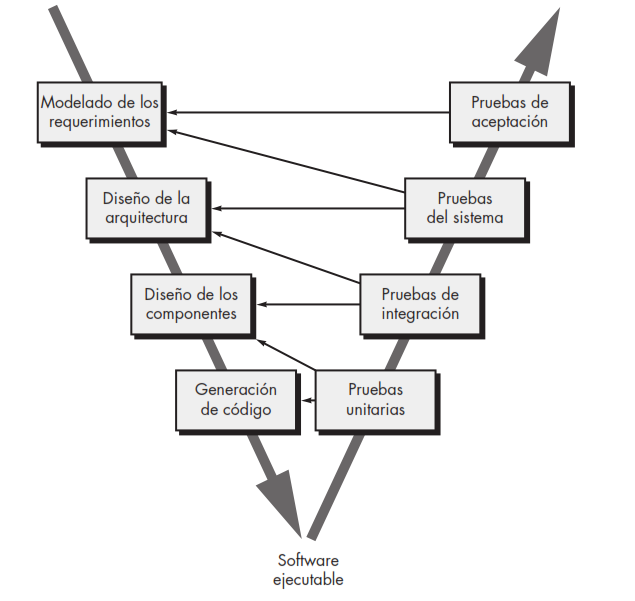 Modelado de los
requerimientos
Pruebas de
aceptación
Diseño de la
arquitectura
Pruebas
del sistema
Diseño de los
componentes
Pruebas de
integración
Generación
de código
Pruebas
unitarias
Software
ejecutable